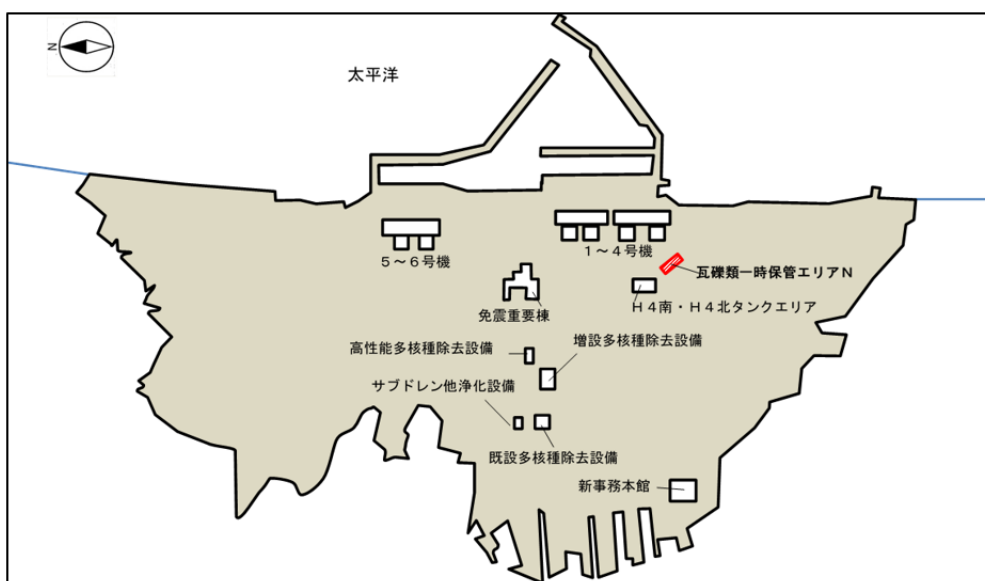 N
太平洋
5～6号機
1～4号機
瓦礫類一時保管エリアN
H4南・H4北タンクエリア
免震重要棟
増設多核種除去設備
高性能多核種除去設備
サブドレン他浄化設備
既設多核種除去設備
新事務本館